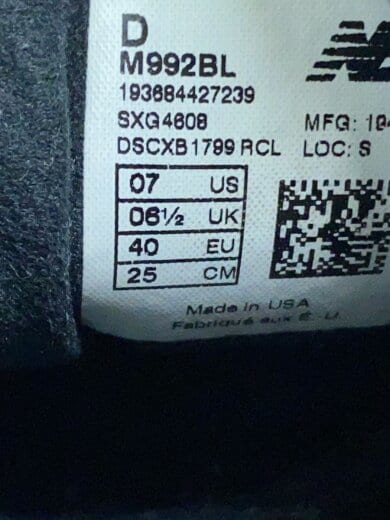 D
M992BL
193684427239
SXG4608
MFG:
DSCXB1799 RCL
LOC: S
07 US
06½ UK
40 EU
25 CM
Made in USA
Fabriqué aux É. U.